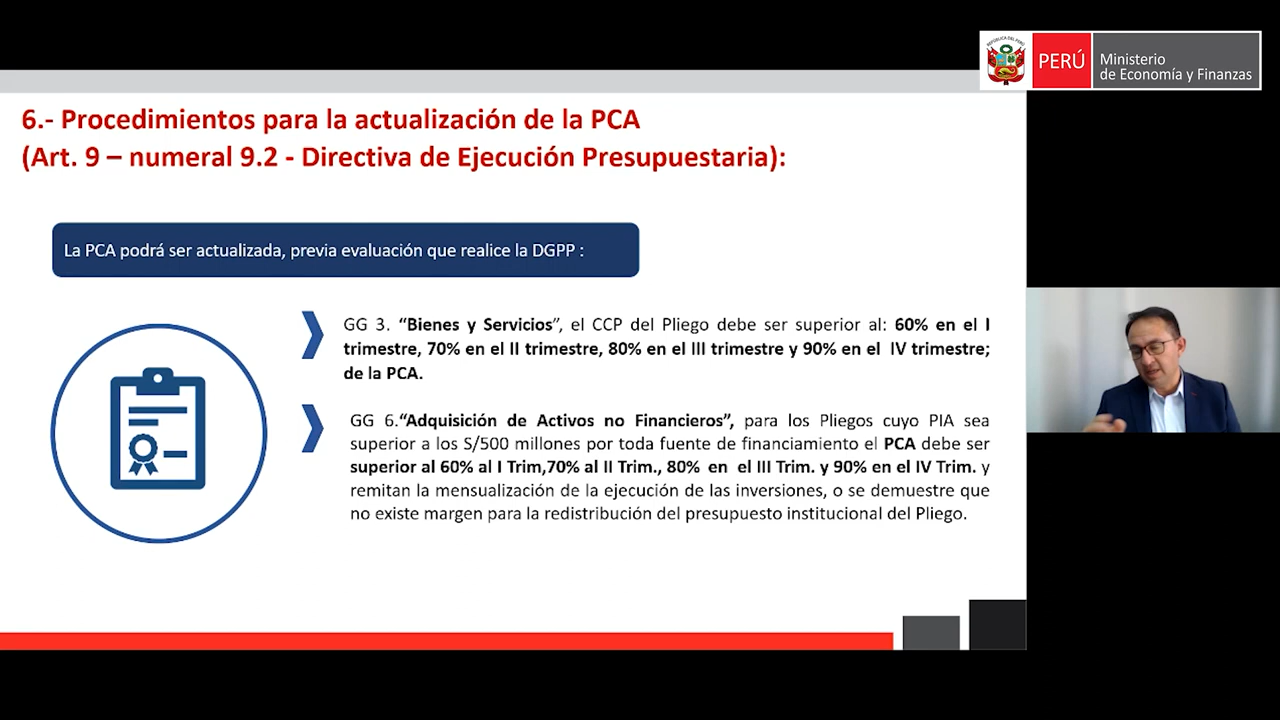 REPÚBLICA DEL PERÚ
PERÚ
Ministerio
de Economía y Finanzas
6.- Procedimientos para la actualización de la PCA
(Art. 9 – numeral 9.2 - Directiva de Ejecución Presupuestaria):
La PCA podrá ser actualizada, previa evaluación que realice la DGPP :
GG 3. “Bienes y Servicios”, el CCP del Pliego debe ser superior al: 60% en el I
trimestre, 70% en el II trimestre, 80% en el III trimestre y 90% en el IV trimestre;
de la PCA.
GG 6.“Adquisición de Activos no Financieros”, para los Pliegos cuyo PIA sea
superior a los S/500 millones por toda fuente de financiamiento el PCA debe ser
superior al 60% al I Trim,70% al II Trim., 80% en el III Trim. y 90% en el IV Trim. y
remitan la mensualización de la ejecución de las inversiones, o se demuestre que
no existe margen para la redistribución del presupuesto institucional del Pliego.